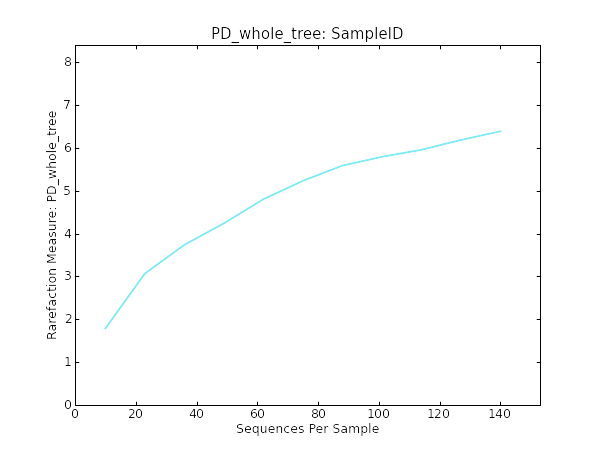 PD_whole_tree: SampleID
8
7
6
5
4
3
2
1
0
Rarefaction Measure: PD_whole_tree
0 20 40 60 80 100 120 140
Sequences Per Sample